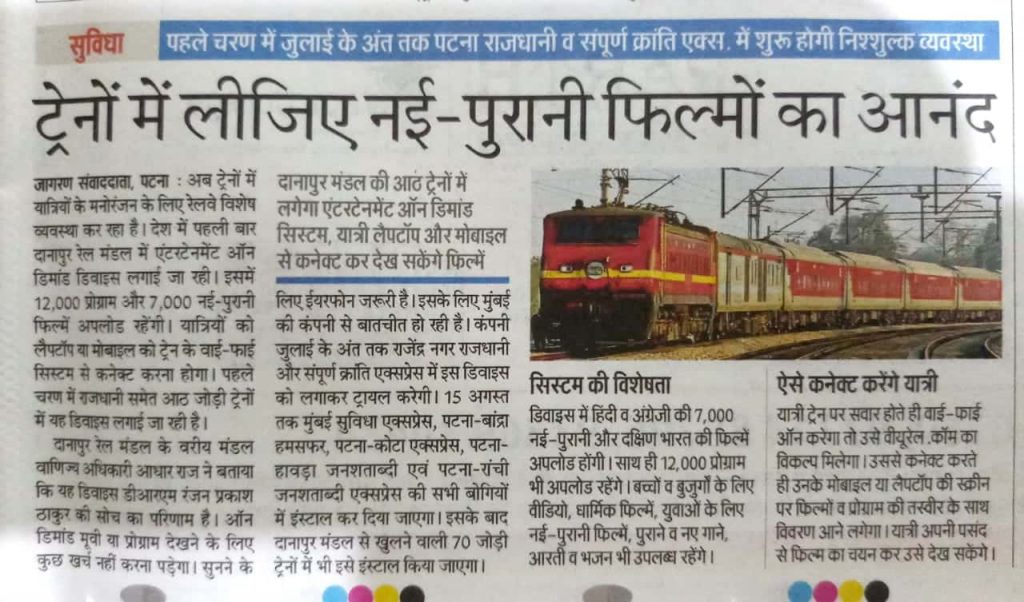 सुविधा
पहले चरण में जुलाई के अंत तक पटना राजधानी व संपूर्ण क्रांति एक्स. में शुरू होगी निश्शुल्क व्यवस्था
ट्रेनों में लीजिए नई-पुरानी फिल्मों का आनंद
जागरण संवाददाता, पटना : अब ट्रेनों में
यात्रियों के मनोरंजन के लिए रेलवे विशेष
व्यवस्था कर रहा है। देश में पहली बार
दानापुर रेल मंडल में एंटरटेनमेंट ऑन
डिमांड डिवाइस लगाई जा रही। इसमें
12,000 प्रोग्राम और 7,000 नई-पुरानी
फिल्में अपलोड रहेंगी। यात्रियों को
लैपटॉप या मोबाइल को ट्रेन के वाई-फाई
सिस्टम से कनेक्ट करना होगा। पहले
चरण में राजधानी समेत आठ जोड़ी ट्रेनों
में यह डिवाइस लगाई जा रही है।
दानापुर रेल मंडल के वरीय मंडल
वाणिज्य अधिकारी आधार राज ने बताया
कि यह डिवाइस डीआरएम रंजन प्रकाश
ठाकुर की सोच का परिणाम है। ऑन
डिमांड मूवी या प्रोग्राम देखने के लिए
कुछ खर्च नहीं करना पड़ेगा। सुनने के
दानापुर मंडल की आठ ट्रेनों में
लगेगा एंटरटेनमेंट ऑन डिमांड
सिस्टम, यात्री लैपटॉप और मोबाइल
से कनेक्ट कर देख सकेंगे फिल्में
लिए ईयरफोन जरूरी है। इसके लिए मुंबई
की कंपनी से बातचीत हो रही है। कंपनी
जुलाई के अंत तक राजेंद्र नगर राजधानी
और संपूर्ण क्रांति एक्सप्रेस में इस डिवाइस
को लगाकर ट्रायल करेगी। 15 अगस्त
तक मुंबई सुविधा एक्सप्रेस, पटना-बांद्रा
हमसफर, पटना-कोटा एक्सप्रेस, पटना-
हावड़ा जनशताब्दी एवं पटना-रांची
जनशताब्दी एक्सप्रेस की सभी बोगियों
में इंस्टाल कर दिया जाएगा। इसके बाद
दानापुर मंडल से खुलने वाली 70 जोड़ी
ट्रेनों में भी इसे इंस्टाल किया जाएगा।
सिस्टम की विशेषता
डिवाइस में हिंदी व अंग्रेजी की 7,000
नई-पुरानी और दक्षिण भारत की फिल्में
अपलोड होंगी। साथ ही 12,000 प्रोग्राम
भी अपलोड रहेंगे। बच्चों व बुजुर्गों के लिए
वीडियो, धार्मिक फिल्में, युवाओं के लिए
नई-पुरानी फिल्में, पुराने व नए गाने,
आरती व भजन भी उपलब्ध रहेंगे।
ऐसे कनेक्ट करेंगे यात्री
यात्री ट्रेन पर सवार होते ही वाई-फाई
ऑन करेगा तो उसे वीयूरेल .कॉम का
विकल्प मिलेगा। उससे कनेक्ट करते
ही उनके मोबाइल या लैपटॉप की स्क्रीन
पर फिल्मों व प्रोग्राम की तस्वीर के साथ
विवरण आने लगेगा। यात्री अपनी पसंद
से फिल्म का चयन कर उसे देख सकेंगे।